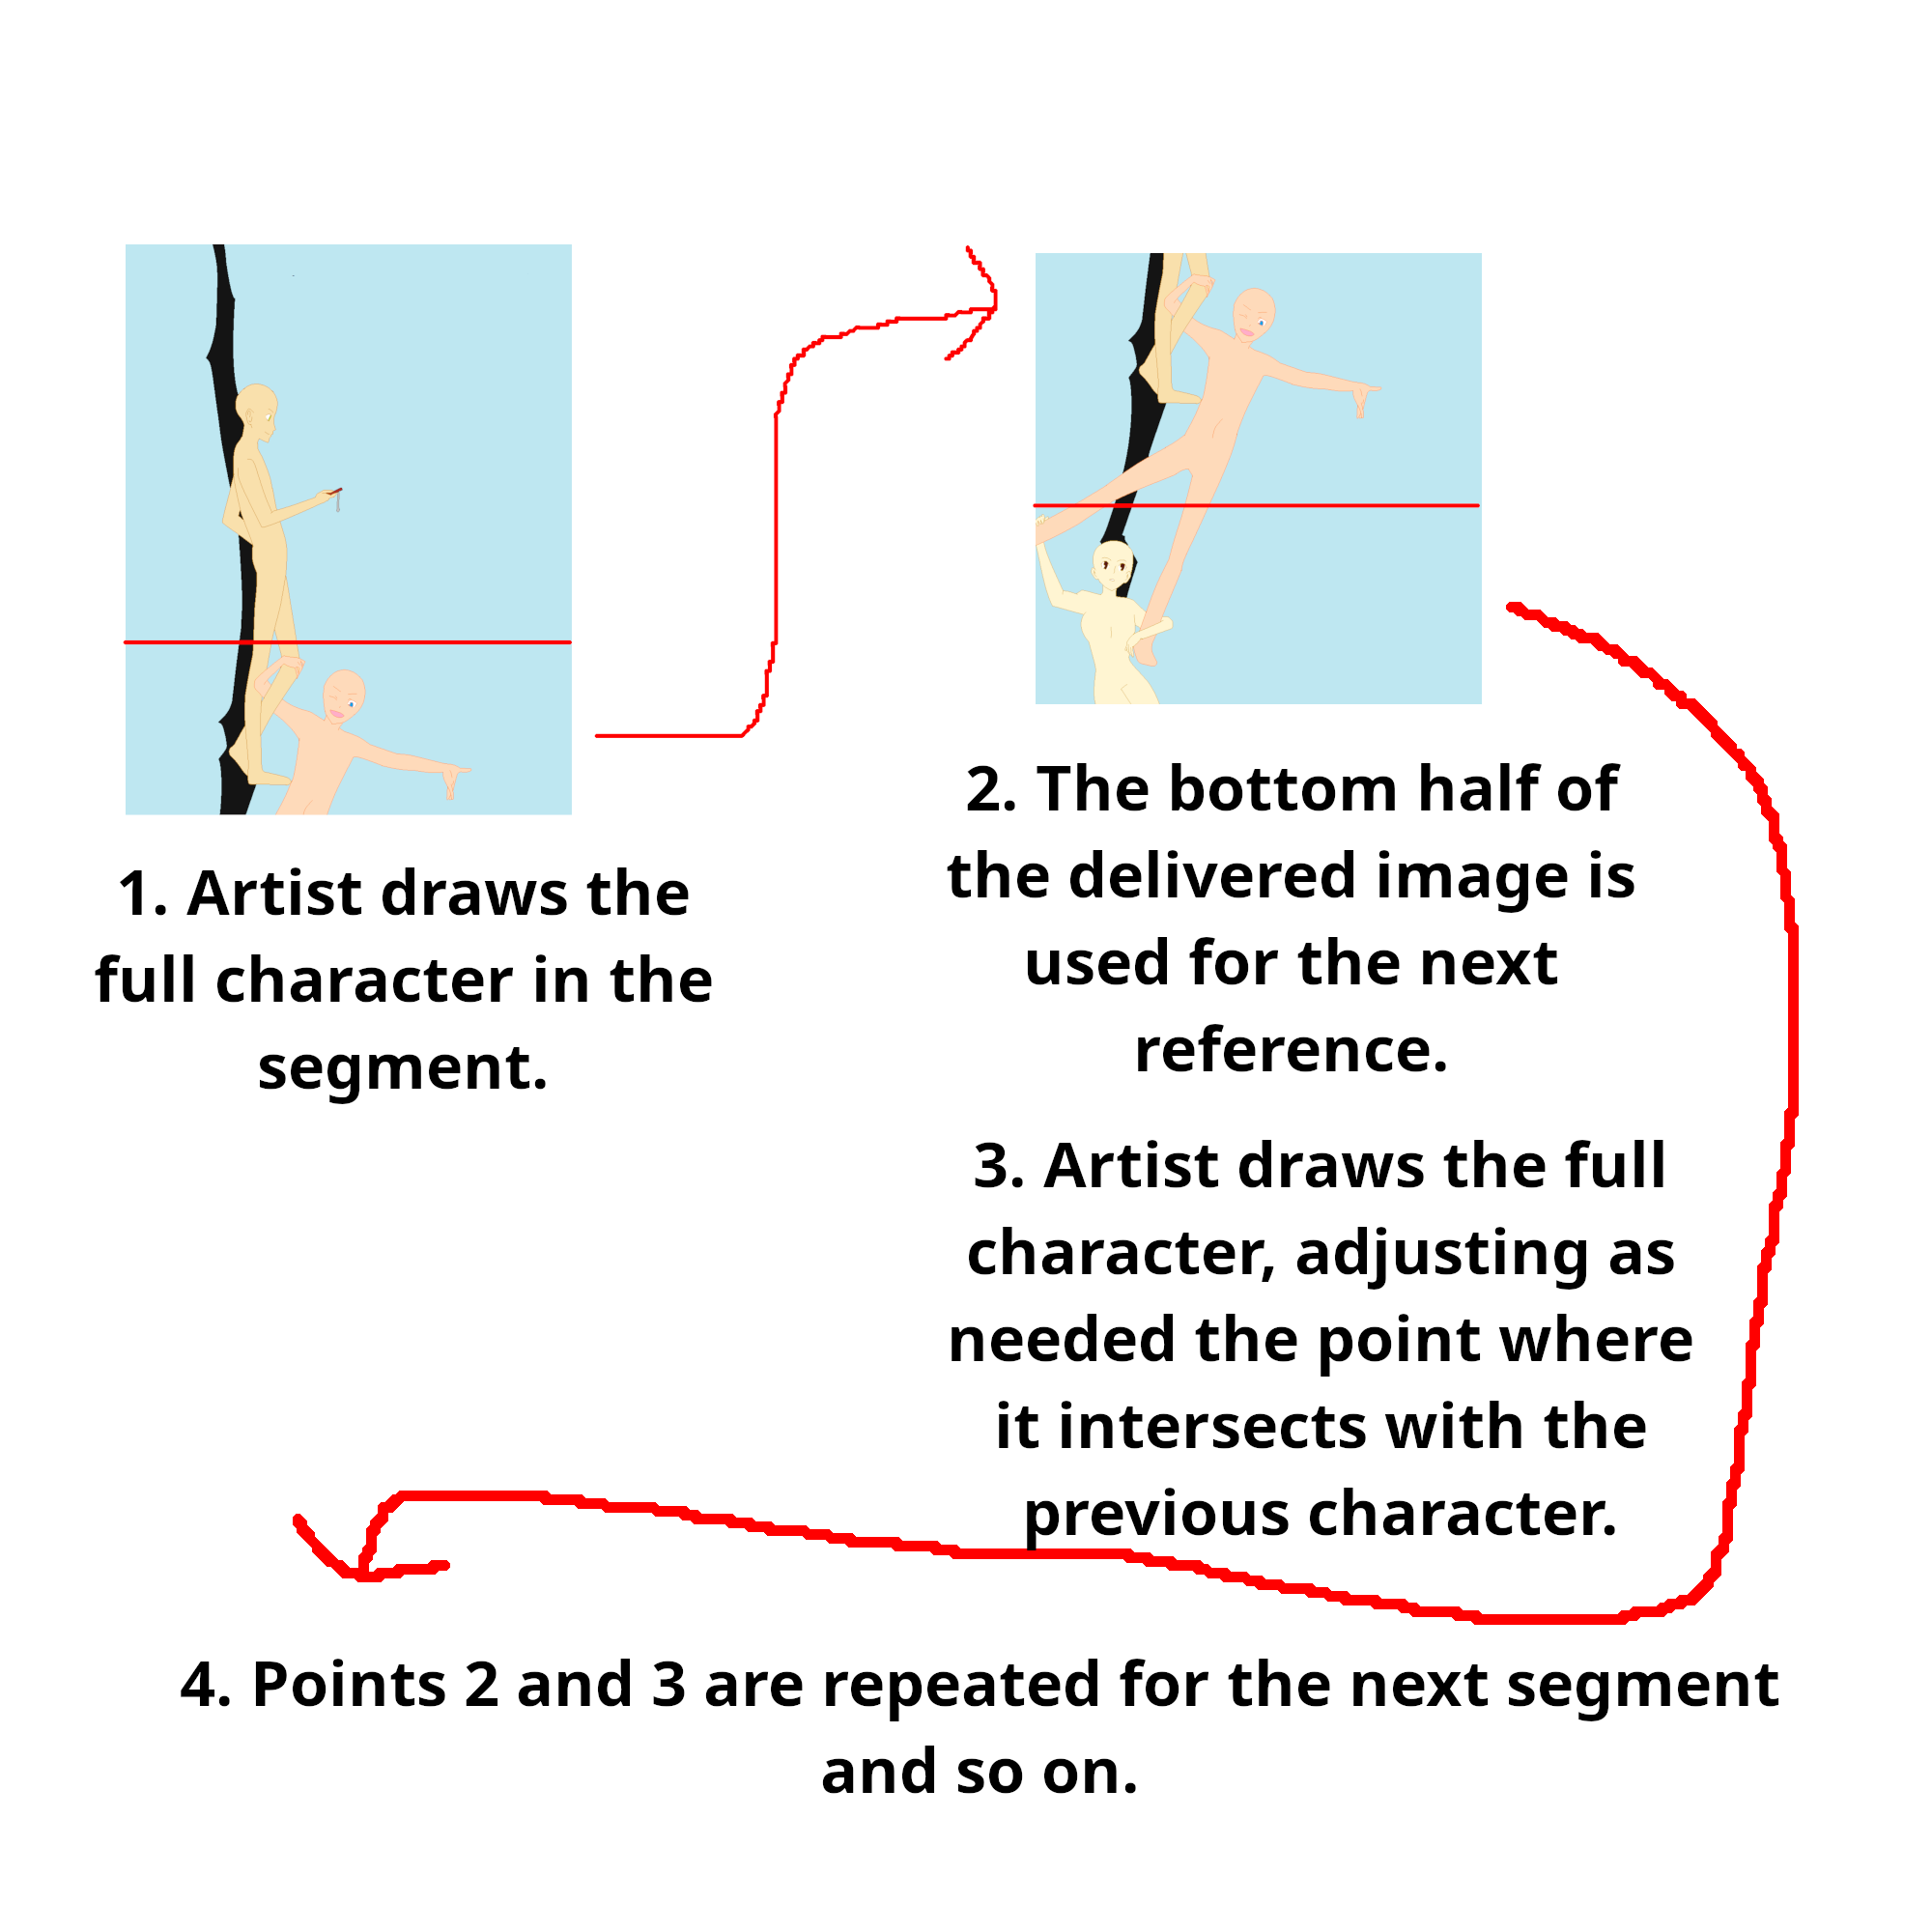 1. Artist draws the
full character in the
segment.
2. The bottom half of
the delivered image is
used for the next
reference.
3. Artist draws the full
character, adjusting as
needed the point where
it intersects with the
previous character.
4. Points 2 and 3 are repeated for the next segment
and so on.